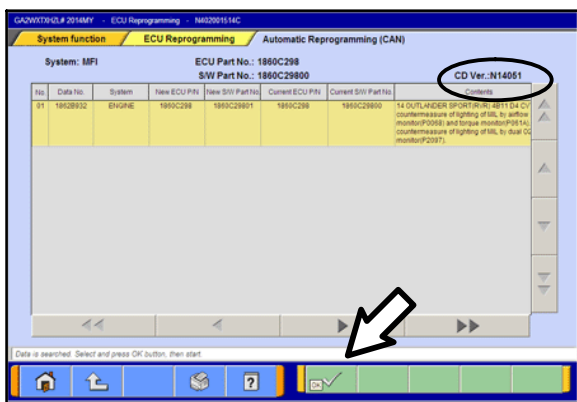 GA2WXTXHZL# 2014MY - ECU Reprogramming - N402001514C
System function ECU Reprogramming Automatic Reprogramming (CAN)
System: MFI ECU Part No.: 1860C298
S/W Part No.: 1860C29800 CD Ver.:N14051
No. Data No. System New ECU P/N New S/W Part No. Current ECU P/N Current S/W Part No. Contents
01 1862B932 ENGINE 1860C298 1860C29801 1860C298 1860C29800 14 OUTLANDER SPORT(RVR) 4B11 D4 CV
countermeasure of lighting of MIL by airflow
monitor(P0068) and torque monitor(P061A),
countermeasure of lighting of MIL by dual O2
monitor(P2097).
Data is searched. Select and press OK button, then start.
? OK